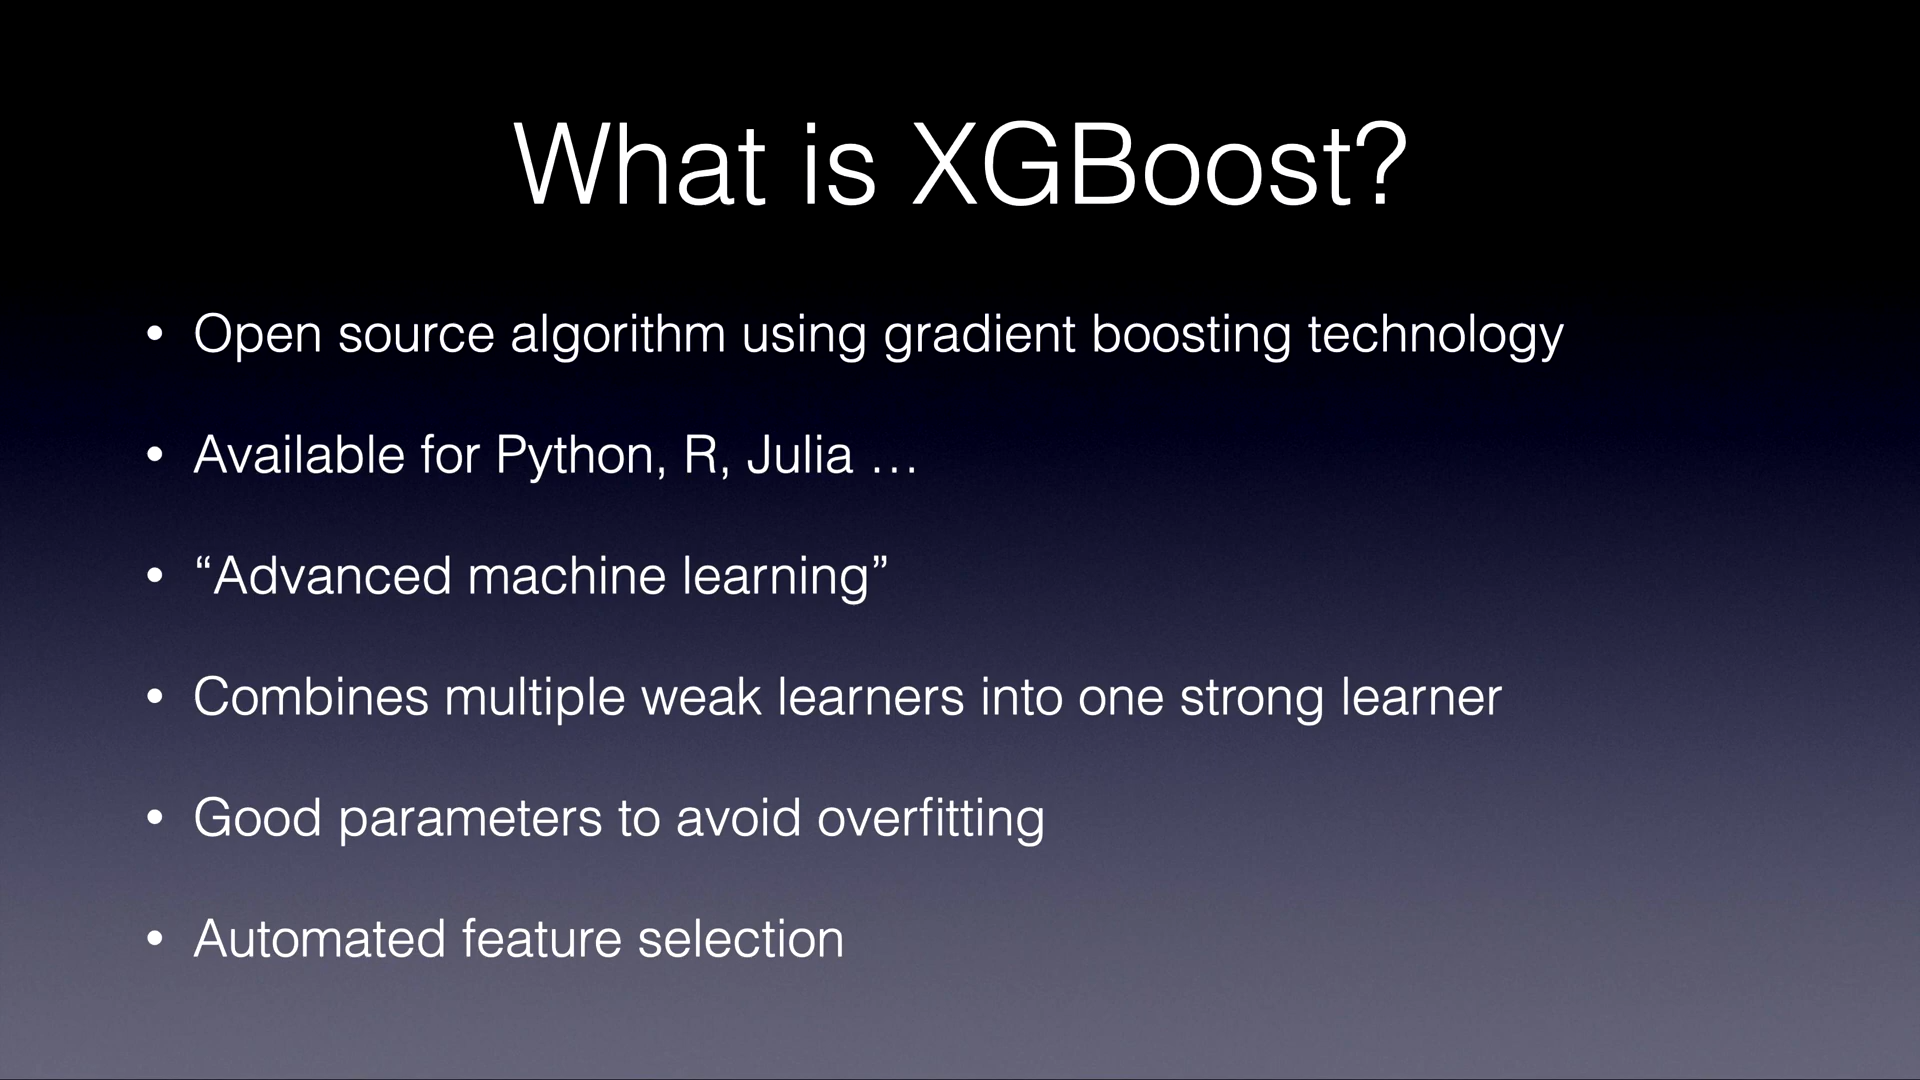 What is XGBoost?
• Open source algorithm using gradient boosting technology
• Available for Python, R, Julia …
• “Advanced machine learning”
• Combines multiple weak learners into one strong learner
• Good parameters to avoid overfitting
• Automated feature selection